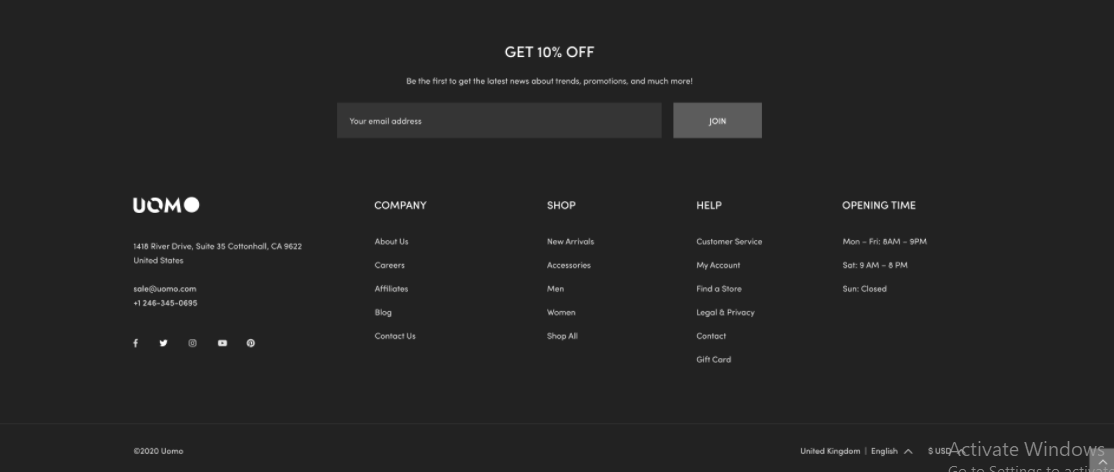 GET 10% OFF
Be the first to get the latest news about trends, promotions, and much more!
Your email address
JOIN
UOMO
1418 River Drive, Suite 35 Cottonhall, CA 9622
United States
sale@uomo.com
+1 246-345-0695
COMPANY
About Us
Careers
Affiliates
Blog
Contact Us
SHOP
New Arrivals
Accessories
Men
Women
Shop All
HELP
Customer Service
My Account
Find a Store
Legal & Privacy
Contact
Gift Card
OPENING TIME
Mon – Fri: 8AM – 9PM
Sat: 9 AM – 8 PM
Sun: Closed
©2020 Uomo
United Kingdom | English
$ USD
Activate Windows
Go to Settings to activate